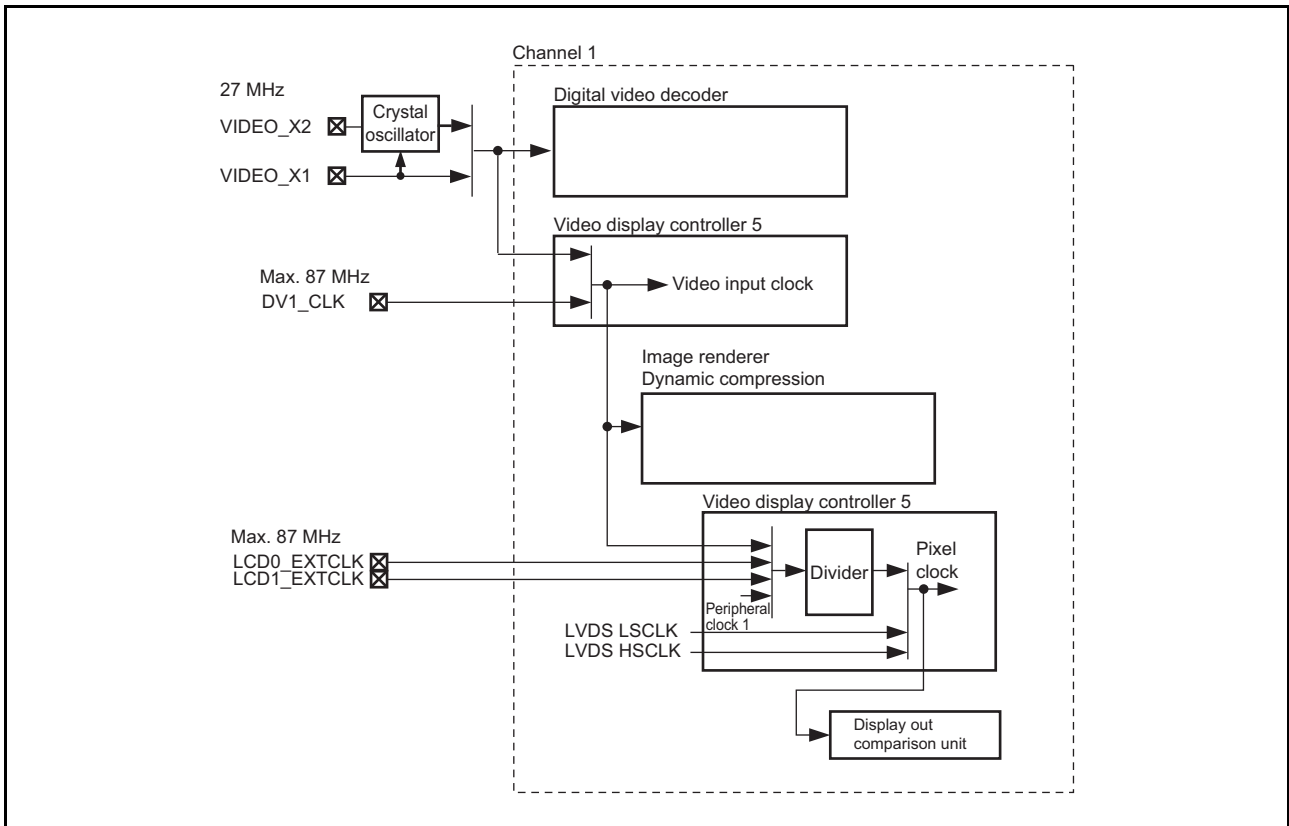 Channel 1
27 MHz
VIDEO_X2
Crystal
oscillator
VIDEO_X1
Digital video decoder
Video display controller 5
Video input clock
Max. 87 MHz
DV1_CLK
Image renderer
Dynamic compression
Video display controller 5
Max. 87 MHz
LCD0_EXTCLK
LCD1_EXTCLK
Divider
Pixel
clock
Peripheral
clock 1
LVDS LSCLK
LVDS HSCLK
Display out
comparison unit